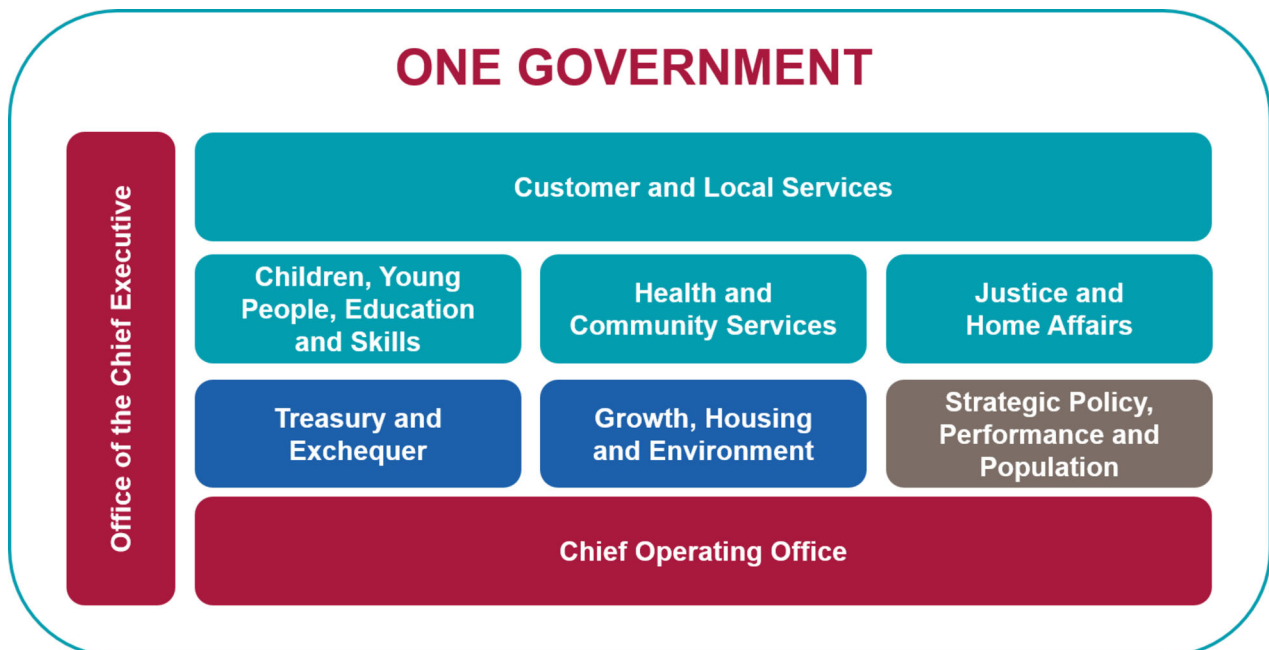 ONE GOVERNMENT
Office of the Chief Executive
Customer and Local Services
Children, Young
People, Education
and Skills
Health and
Community Services
Justice and
Home Affairs
Treasury and
Exchequer
Growth, Housing
and Environment
Strategic Policy,
Performance and
Population
Chief Operating Office